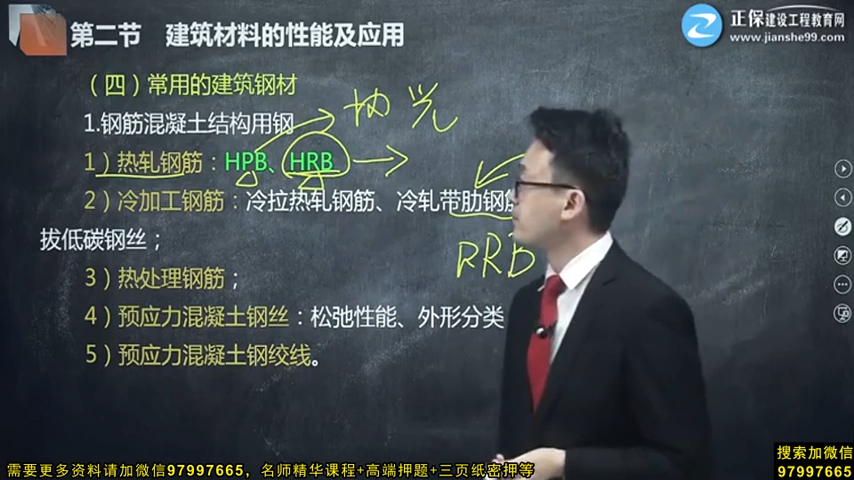 第二节 建筑材料的性能及应用
正保建设工程教育网
www.jianshe99.com
（四）常用的建筑钢材
1.钢筋混凝土结构用钢
光
1）热轧钢筋：HPB、HRB
2）冷加工钢筋：冷拉热轧钢筋、冷轧带肋钢筋
拔低碳钢丝；
RRB
3）热处理钢筋；
4）预应力混凝土钢丝：松弛性能、外形分类
5）预应力混凝土钢绞线。
需要更多资料请加微信97997665，名师精华课程+高端押题+三页纸密押等
搜索加微信
97997665